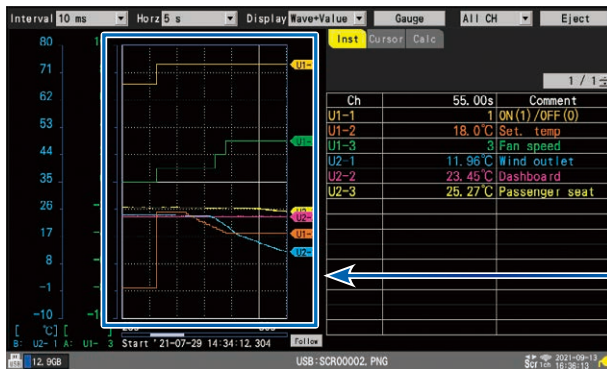 Interval 10 ms Horz 5 s Display Wave+Value Gauge All CH Eject
Inst Cursor Calc
1 / 1
80
71
62
53
44
35
26
17
8
-1
-10
[ ℃] [ ]
B: U2- 1 A: U1- 3
U1-
U1-
U2-
U1-
U2-
Ch 55.00s Comment
U1-1 1 ON(1)/OFF(0)
U1-2 18.0℃ Set. temp
U1-3 3 Fan speed
U2-1 11.96℃ Wind outlet
U2-2 23.45℃ Dashboard
U2-3 25.27℃ Passenger seat
Start '21-07-29 14:34:12.304 Follow
USB 12.9GB USB:SCR00002.PNG Scr 1ch 2021-09-13
16:36:13